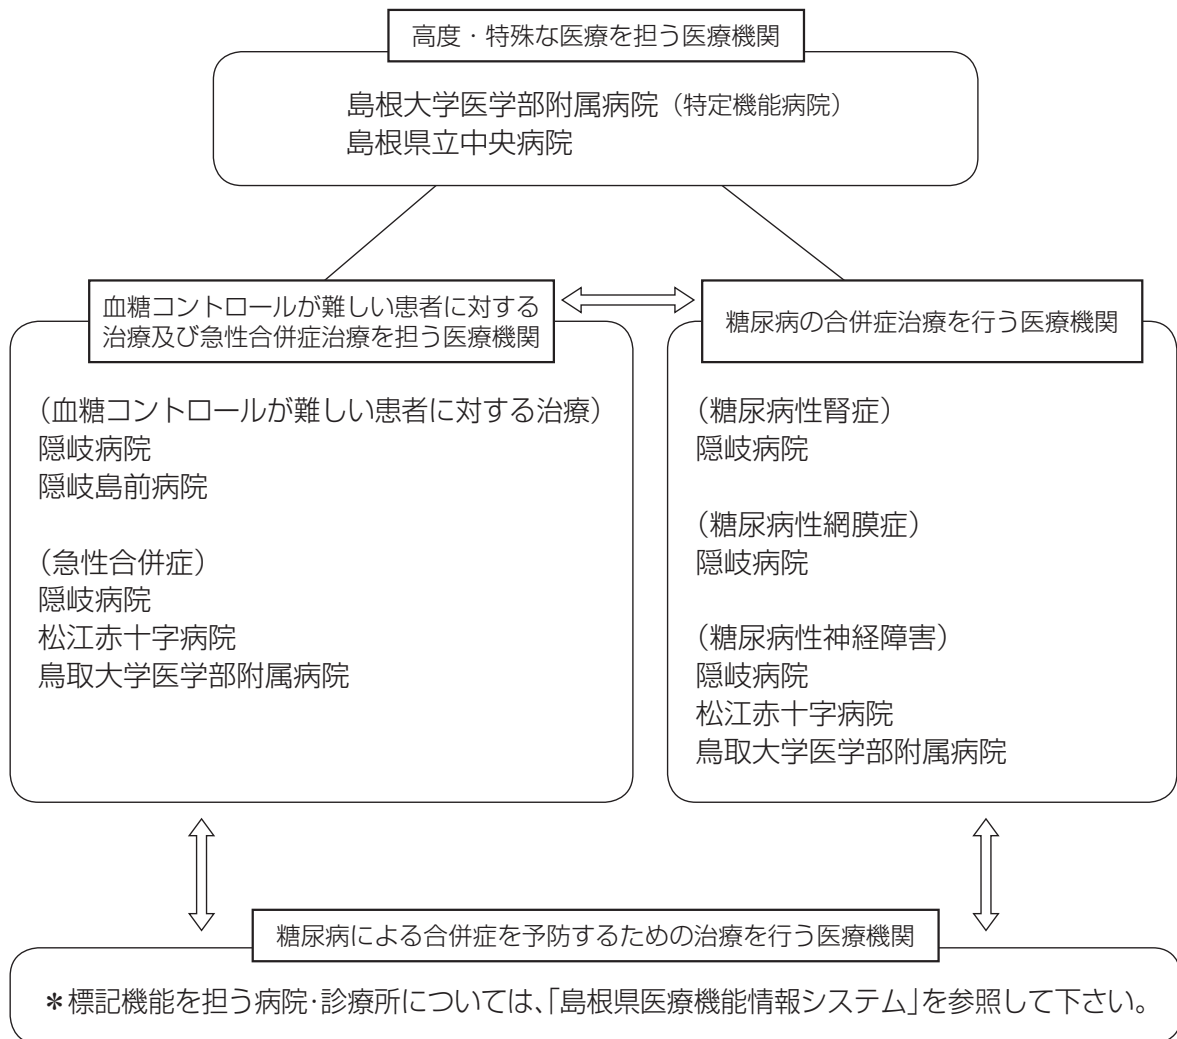 高度・特殊な医療を担う医療機関
島根大学医学部附属病院（特定機能病院）
島根県立中央病院
血糖コントロールが難しい患者に対する
治療及び急性合併症治療を担う医療機関
（血糖コントロールが難しい患者に対する治療）
隠岐病院
隠岐島前病院
（急性合併症）
隠岐病院
松江赤十字病院
鳥取大学医学部附属病院
糖尿病の合併症治療を行う医療機関
（糖尿病性腎症）
隠岐病院
（糖尿病性網膜症）
隠岐病院
（糖尿病性神経障害）
隠岐病院
松江赤十字病院
鳥取大学医学部附属病院
糖尿病による合併症を予防するための治療を行う医療機関
＊標記機能を担う病院・診療所については、「島根県医療機能情報システム」を参照して下さい。